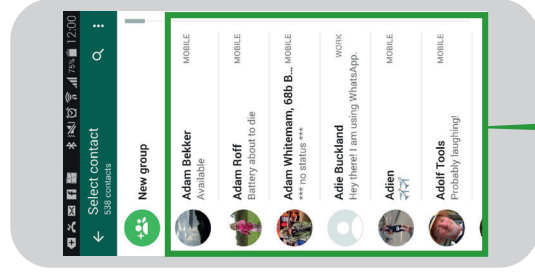 75% 12:00
Select contact
538 contacts
New group
Adam Bekker MOBILE
Available
Adam Roff MOBILE
Battery about to die
Adam Whitemam, 68b B... MOBILE
*** no status ***
Adie Buckland WORK
Hey there! I am using WhatsApp.
Adien MOBILE
Adolf Tools MOBILE
Probably laughing!